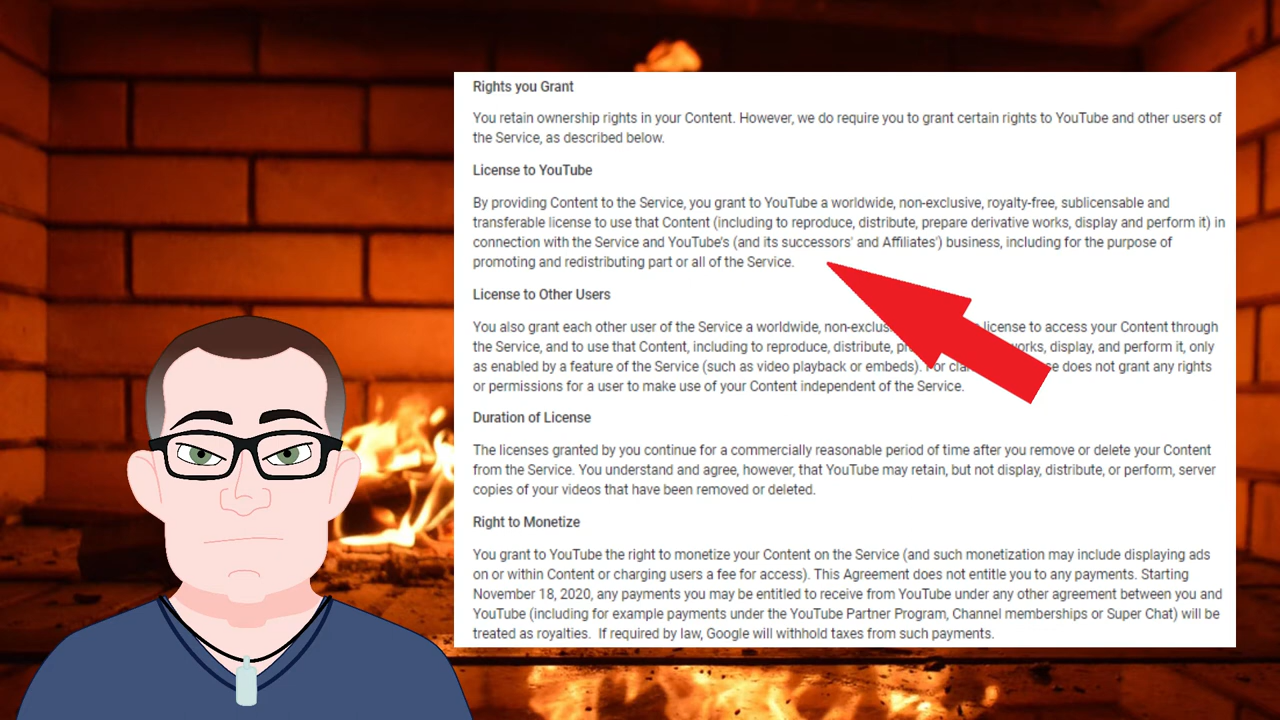 Rights you Grant
You retain ownership rights in your Content. However, we do require you to grant certain rights to YouTube and other users of
the Service, as described below.
License to YouTube
By providing Content to the Service, you grant to YouTube a worldwide, non-exclusive, royalty-free, sublicensable and
transferable license to use that Content (including to reproduce, distribute, prepare derivative works, display and perform it) in
connection with the Service and YouTube's (and its successors' and Affiliates') business, including for the purpose of
promoting and redistributing part or all of the Service.
License to Other Users
You also grant each other user of the Service a worldwide, license to access your Content through
the Service, and to use that Content, including to reproduce, distribute, display, and perform it, only
as enabled by a feature of the Service (such as video playback or embeds). does not grant any rights
or permissions for a user to make use of your Content independent of the Service.
Duration of License
The licenses granted by you continue for a commercially reasonable period of time after you remove or delete your Content
from the Service. You understand and agree, however, that YouTube may retain, but not display, distribute, or perform, server
copies of your videos that have been removed or deleted.
Right to Monetize
You grant to YouTube the right to monetize your Content on the Service (and such monetization may include displaying ads
on or within Content or charging users a fee for access). This Agreement does not entitle you to any payments. Starting
November 18, 2020, any payments you may be entitled to receive from YouTube under any other agreement between you and
YouTube (including for example payments under the YouTube Partner Program, Channel memberships or Super Chat) will be
treated as royalties. If required by law, Google will withhold taxes from such payments.